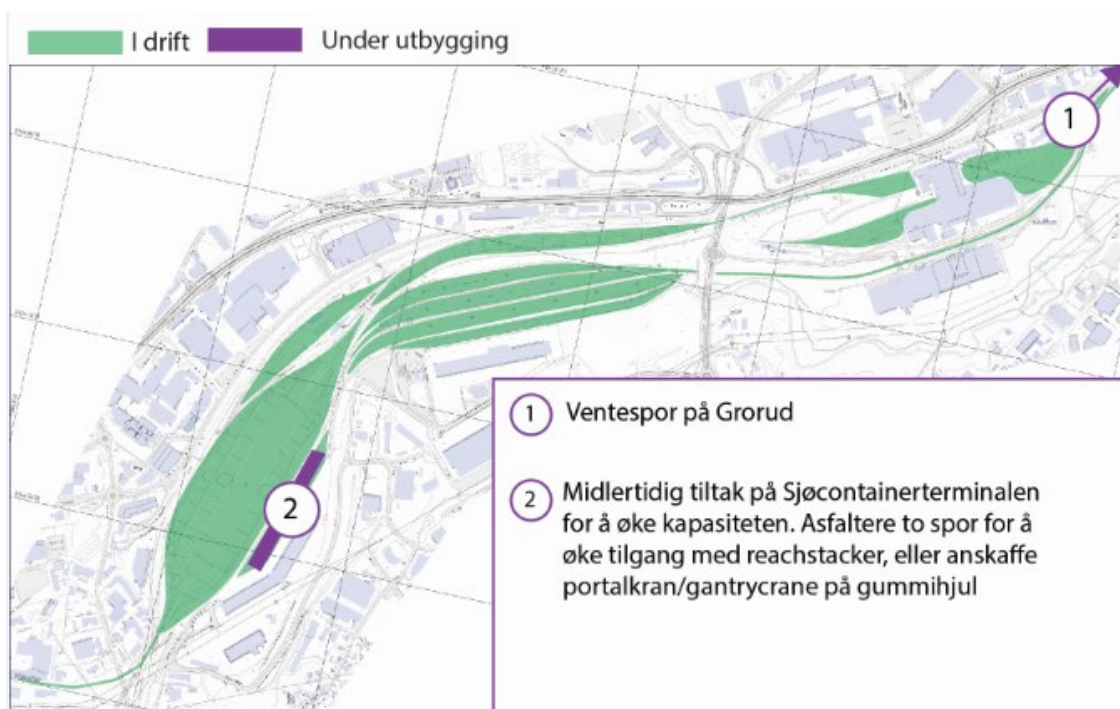 I drift
Under utbygging
1
2
1 Ventespor på Grorud
2 Midlertidig tiltak på Sjøcontainerterminalen
for å øke kapasiteten. Asfaltere to spor for å
øke tilgang med reachstacker, eller anskaffe
portalkran/gantrycrane på gummihjul